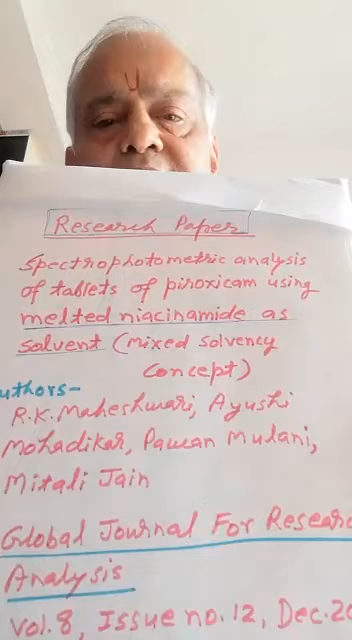 Research Paper
Spectrophotometric analysis
of tablets of piroxicam using
melted niacinamide as
solvent (mixed solvency
concept)
uthors-
R.K. Maheshwari, Ayushi
Mohadikar, Pawan Mulani,
Mitali Jain
Global Journal For Researc
Analysis
Vol. 8, Issue no. 12, Dec. 20